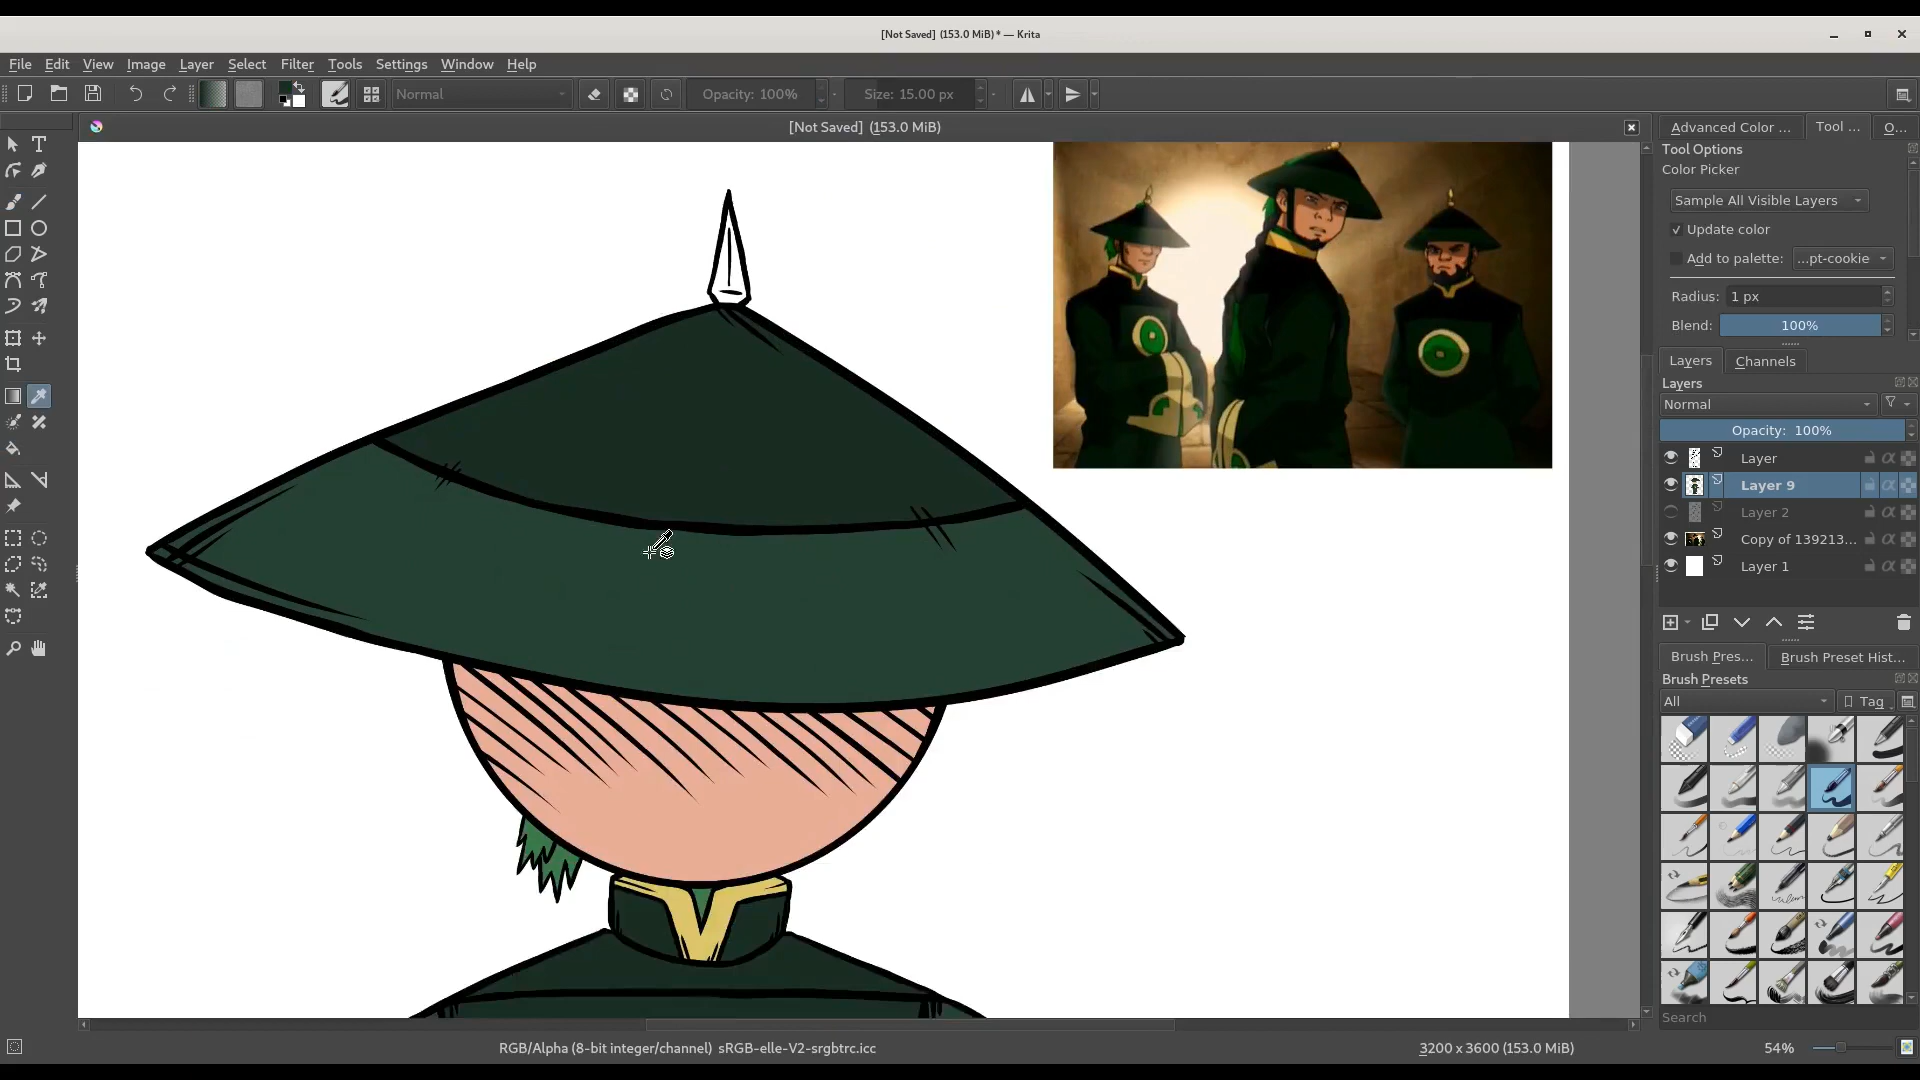 [Not Saved] (153.0 MiB) * — Krita
File Edit View Image Layer Select Filter Tools Settings Window Help
Normal Opacity: 100% Size: 15.00 px
[Not Saved] (153.0 MiB)
Advanced Color ... Tool ... O...
Tool Options
Color Picker
Sample All Visible Layers
Update color
Add to palette: ...pt-cookie
Radius: 1 px
Blend: 100%
Layers Channels
Layers
Normal
Opacity: 100%
Layer
Layer 9
Layer 2
Copy of 139213...
Layer 1
Brush Pres... Brush Preset Hist...
Brush Presets
All Tag
Search
RGB/Alpha (8-bit integer/channel) sRGB-elle-V2-srgbtrc.icc 3200 x 3600 (153.0 MiB) 54%